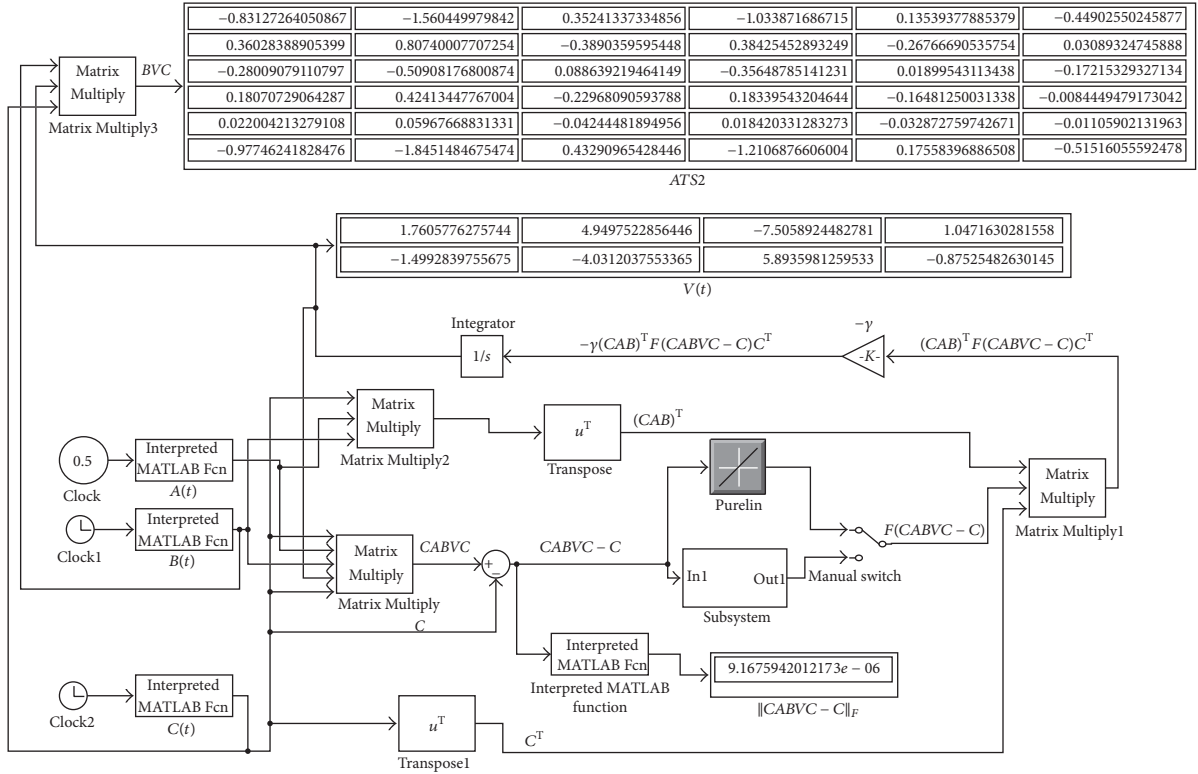 −0.83127264050867 −1.560449979842 0.35241337334856 −1.033871686715 0.13539377885379 −0.44902550245877
0.36028388905399 0.80740007707254 −0.3890359595448 0.38425452893249 −0.26766690535754 0.03089324745888
−0.28009079110797 −0.50908176800874 0.088639219464149 −0.35648785141231 0.01899543113438 −0.17215329327134
0.18070729064287 0.42413447767004 −0.22968090593788 0.18339543204644 −0.16481250031338 −0.0084449479173042
0.022004213279108 0.05967668831331 −0.04244481894956 0.018420331283273 −0.032872759742671 −0.01105902131963
−0.97746241828476 −1.8451484675474 0.43290965428446 −1.2106876606004 0.17558396886508 −0.51516055592478
ATS2
Matrix
Multiply
BVC
Matrix Multiply3
1.7605776275744 4.9497522856446 −7.5058924482781 1.0471630281558
−1.4992839755675 −4.0312037553365 5.8935981259533 −0.87525482630145
V(t)
Integrator
1/s
−γ(CAB)ᵀF(CABVC − C)Cᵀ
−γ
-K-
(CAB)ᵀF(CABVC − C)Cᵀ
Matrix
Multiply
Matrix Multiply2
uᵀ
Transpose
(CAB)ᵀ
0.5
Clock
Interpreted
MATLAB Fcn
A(t)
Purelin
Matrix
Multiply
Matrix Multiply1
Clock1
Interpreted
MATLAB Fcn
B(t)
Matrix
Multiply
Matrix Multiply
CABVC
+
−
CABVC − C
In1 Out1
Subsystem
Manual switch
F(CABVC − C)
C
Interpreted
MATLAB Fcn
Interpreted MATLAB
function
9.1675942012173e − 06
‖CABVC − C‖F
Clock2
Interpreted
MATLAB Fcn
C(t)
uᵀ
Transpose1
Cᵀ